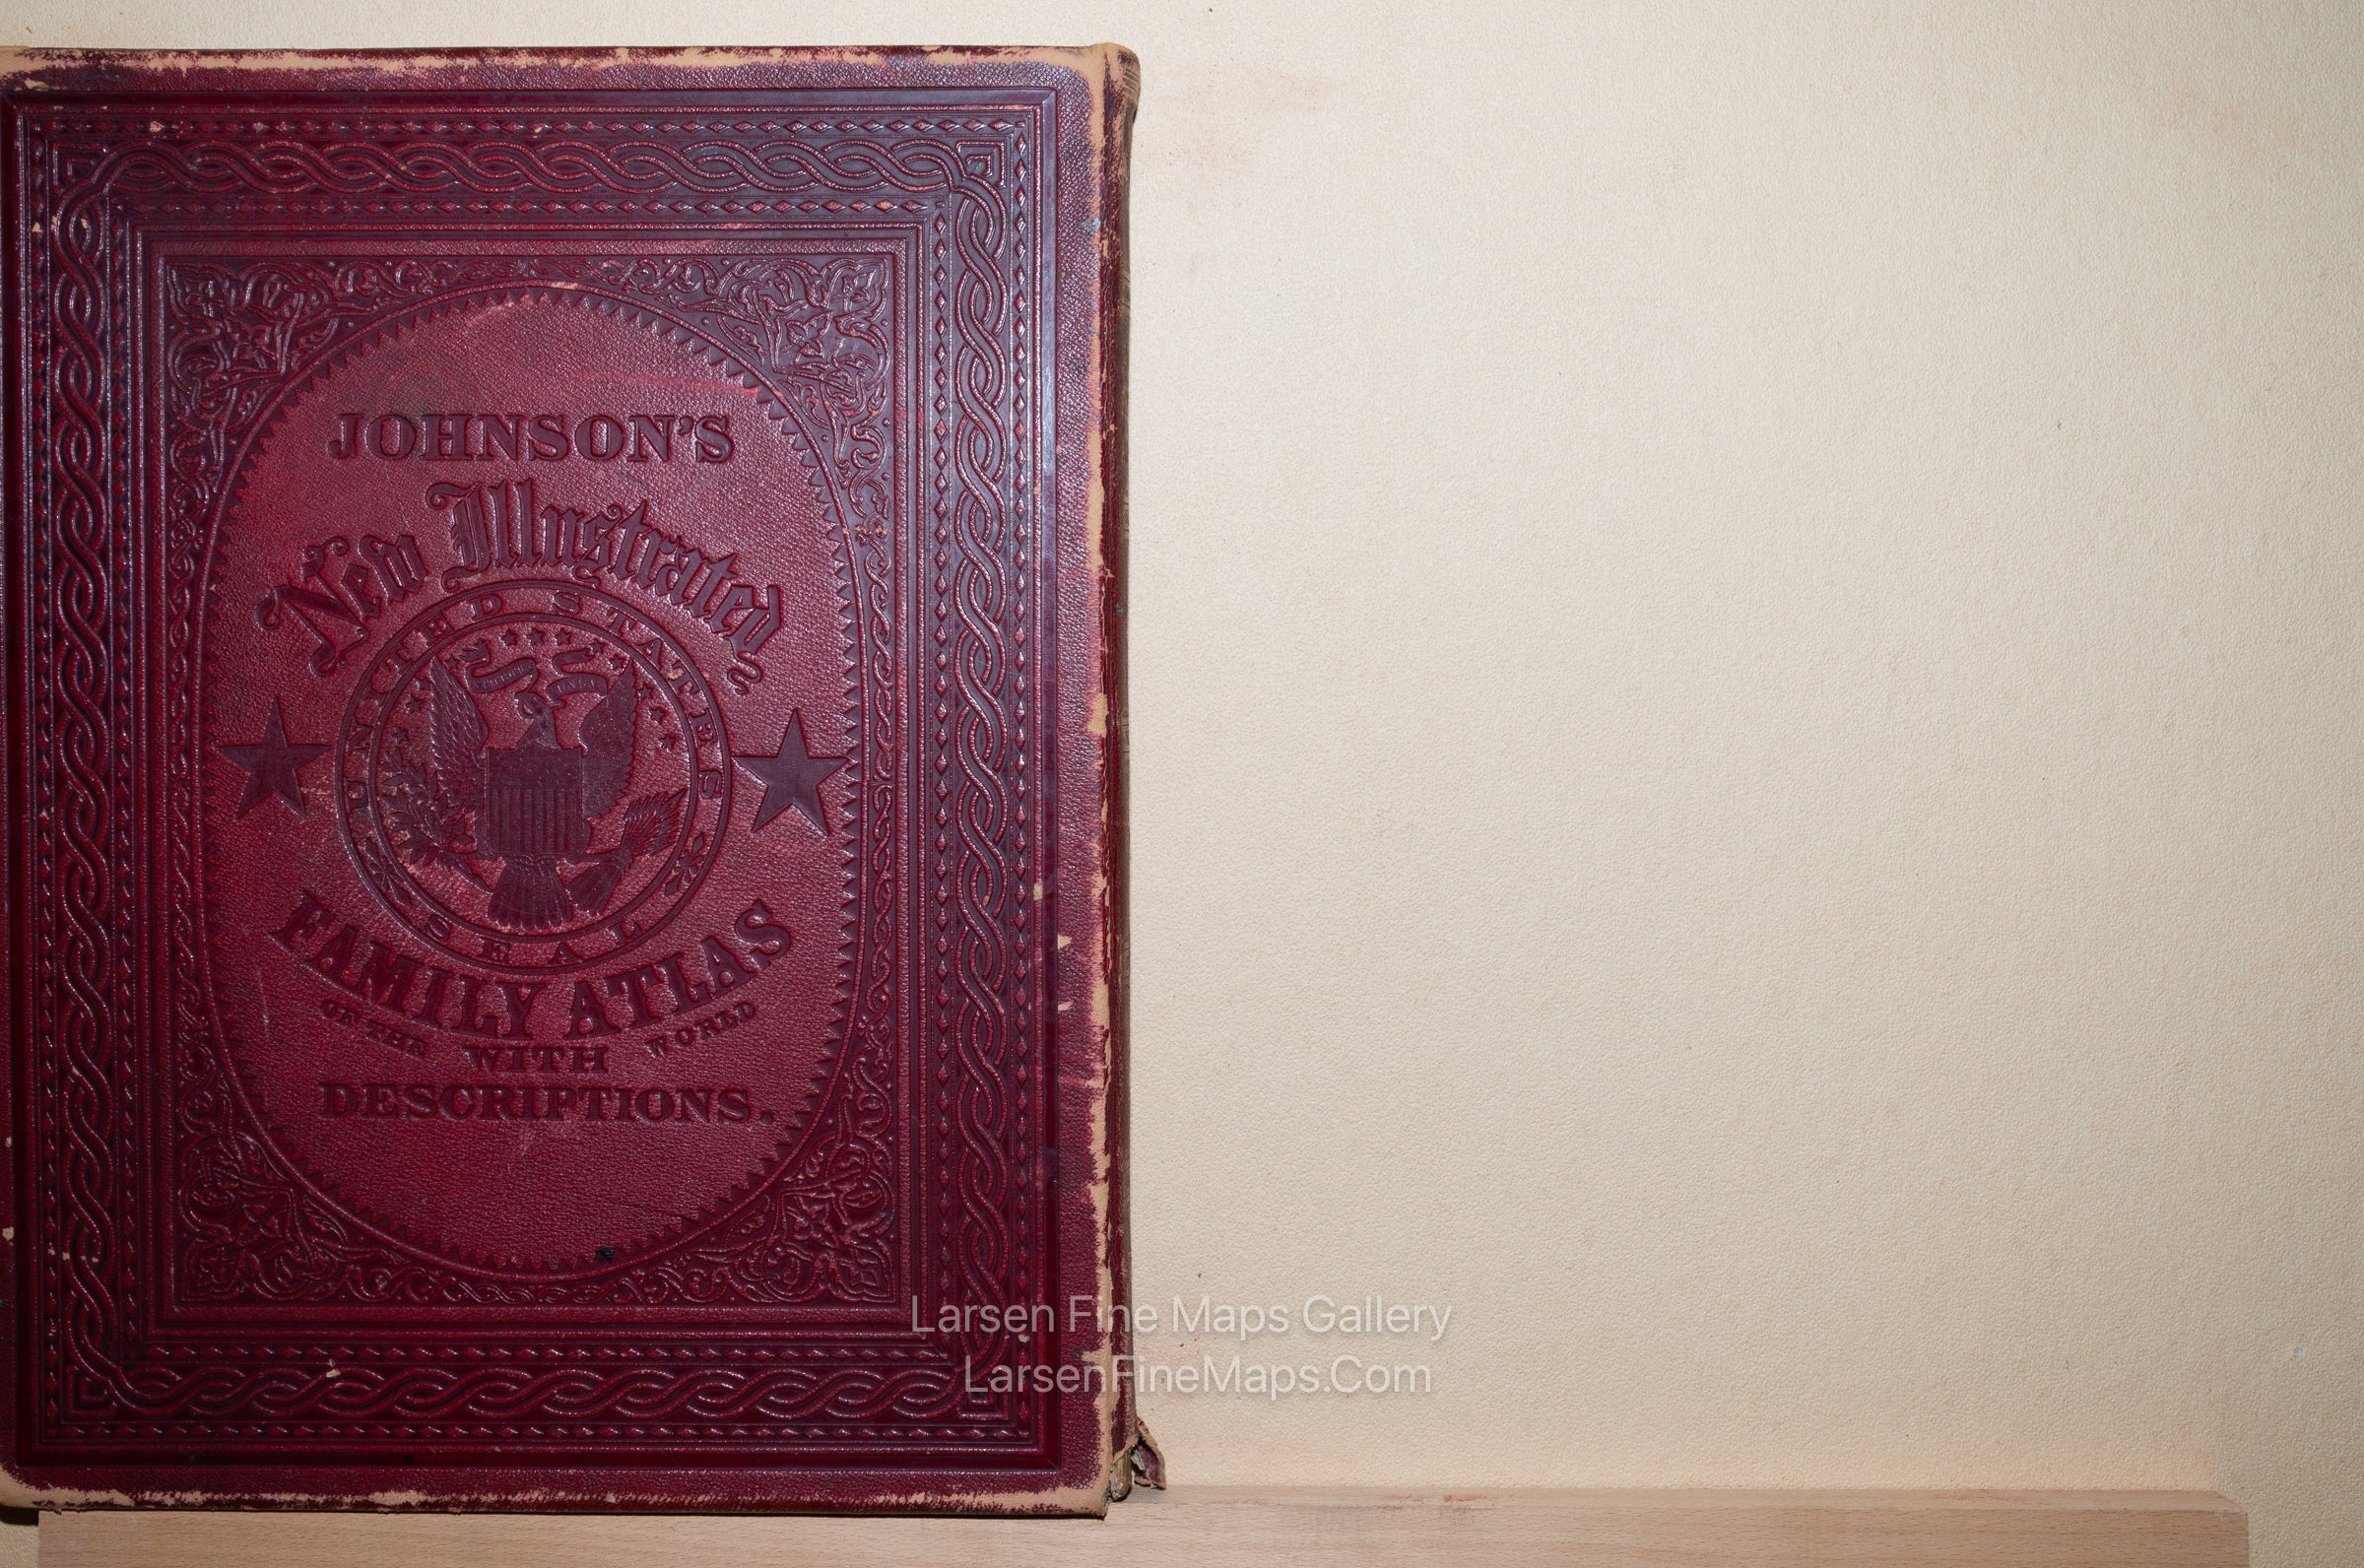 JOHNSON'S
New Illustrated
UNITED STATES
SEAL
FAMILY ATLAS
OF THE WORLD
WITH
DESCRIPTIONS.
Larsen Fine Maps Gallery
LarsenFineMaps.Com